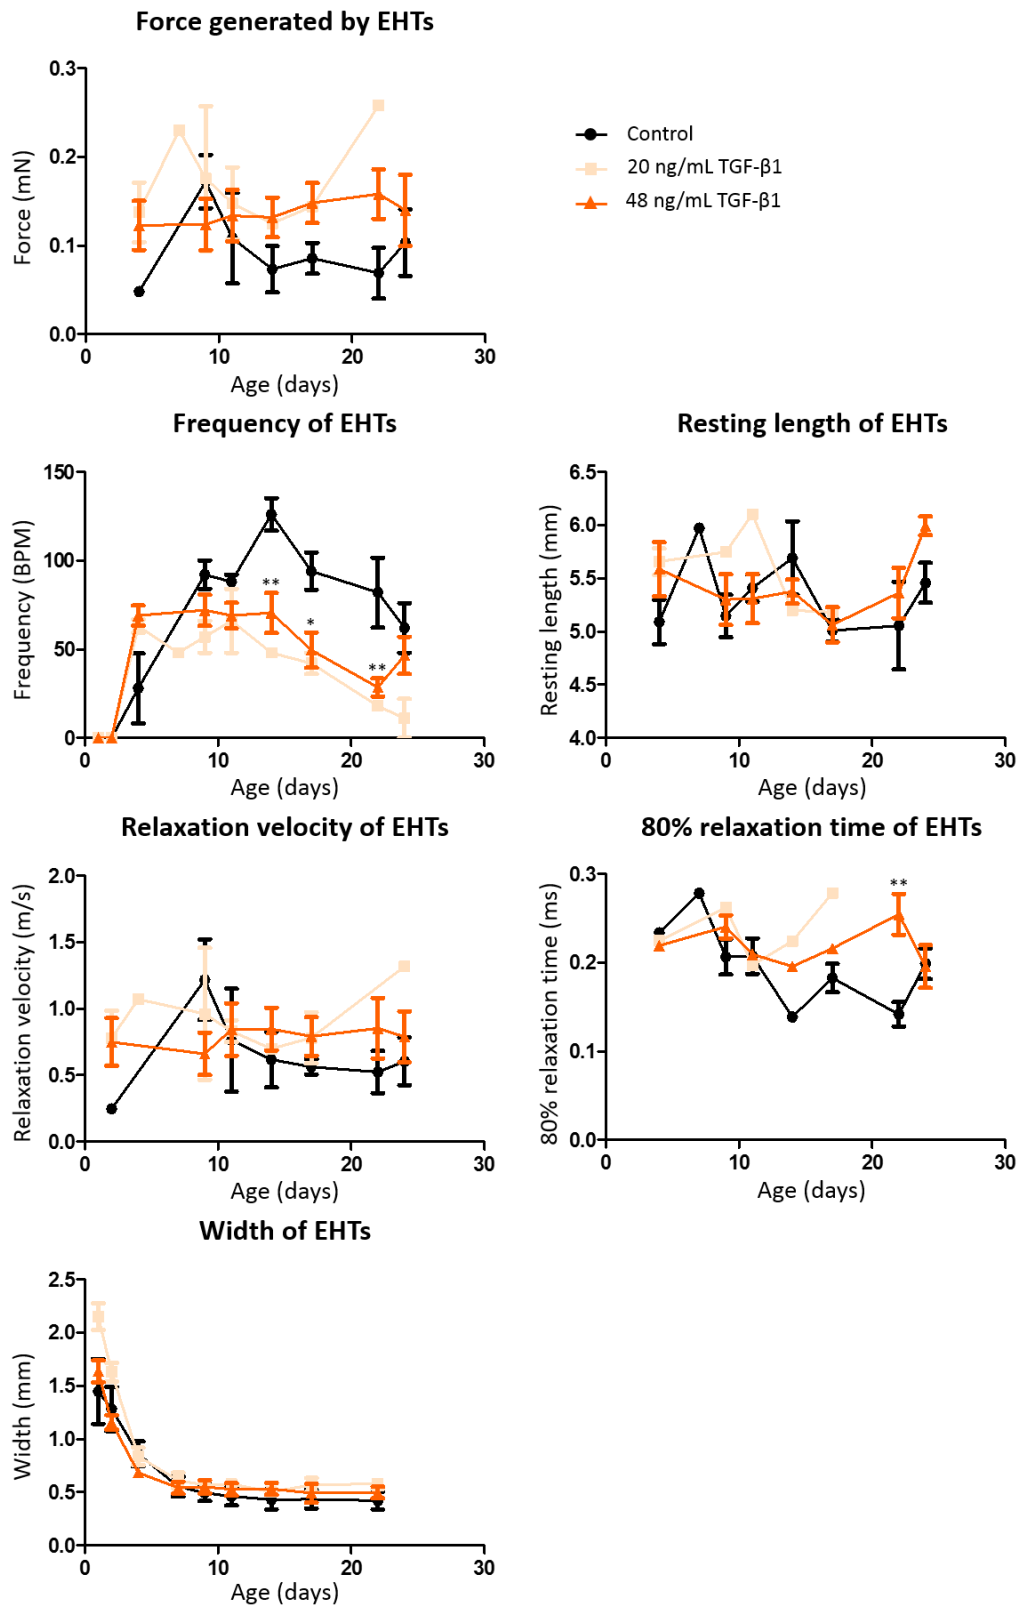 Force generated by EHTs
0.3
0.2
0.1
0.0
Force (mN)
0 10 20 30
Age (days)
Control
20 ng/mL TGF-β1
48 ng/mL TGF-β1
Frequency of EHTs
150
100
50
0
Frequency (BPM)
**
*
**
0 10 20 30
Age (days)
Resting length of EHTs
6.5
6.0
5.5
5.0
4.5
4.0
Resting length (mm)
0 10 20 30
Age (days)
Relaxation velocity of EHTs
2.0
1.5
1.0
0.5
0.0
Relaxation velocity (m/s)
0 10 20 30
Age (days)
80% relaxation time of EHTs
0.3
0.2
0.1
0.0
80% relaxation time (ms)
**
0 10 20 30
Age (days)
Width of EHTs
2.5
2.0
1.5
1.0
0.5
0.0
Width (mm)
0 10 20 30
Age (days)